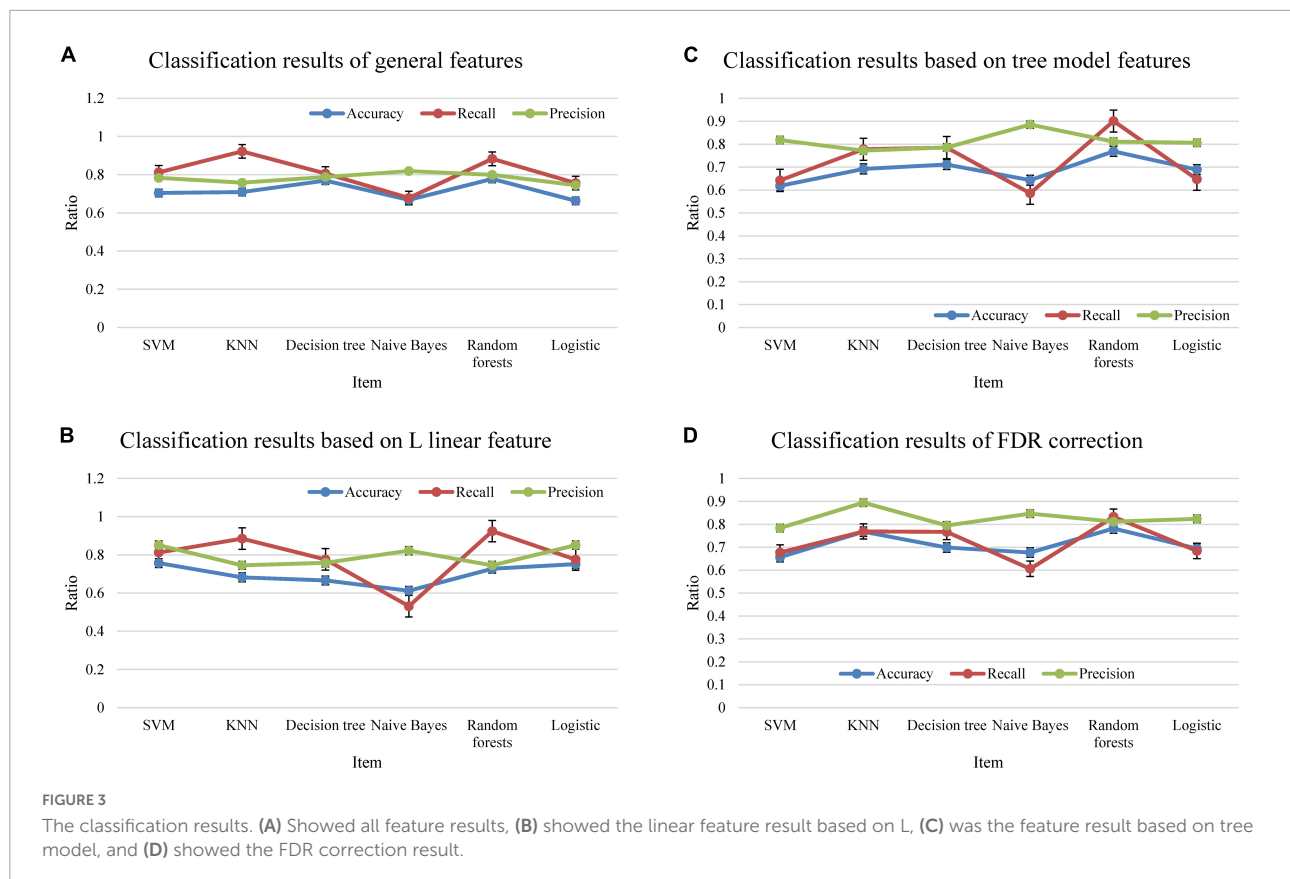 A
Classification results of general features
1.2
1
0.8
0.6
0.4
0.2
0
Ratio
Accuracy Recall Precision
SVM KNN Decision tree Naive Bayes Random forests Logistic
Item
B
Classification results based on L linear feature
1.2
1
0.8
0.6
0.4
0.2
0
Ratio
Accuracy Recall Precision
SVM KNN Decision tree Naive Bayes Random forests Logistic
Item
C
Classification results based on tree model features
1
0.9
0.8
0.7
0.6
0.5
0.4
0.3
0.2
0.1
0
Ratio
Accuracy Recall Precision
SVM KNN Decision tree Naive Bayes Random forests Logistic
Item
D
Classification results of FDR correction
1
0.9
0.8
0.7
0.6
0.5
0.4
0.3
0.2
0.1
0
Ratio
Accuracy Recall Precision
SVM KNN Decision tree Naive Bayes Random forests Logistic
Item
FIGURE 3
The classification results. (A) Showed all feature results, (B) showed the linear feature result based on L, (C) was the feature result based on tree
model, and (D) showed the FDR correction result.